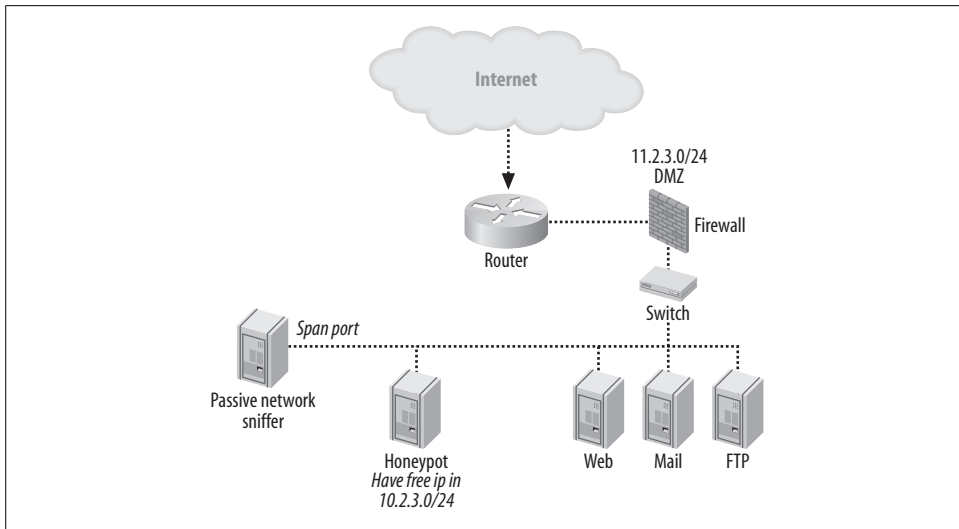 Internet
11.2.3.0/24
DMZ
Firewall
Router
Switch
Span port
Passive network
sniffer
Honeypot
Have free ip in
10.2.3.0/24
Web
Mail
FTP